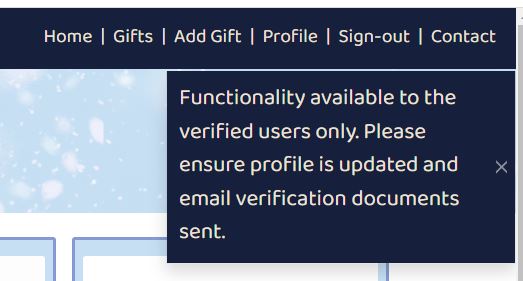 Home | Gifts | Add Gift | Profile | Sign-out | Contact
Functionality available to the
verified users only. Please
ensure profile is updated and
email verification documents
sent.